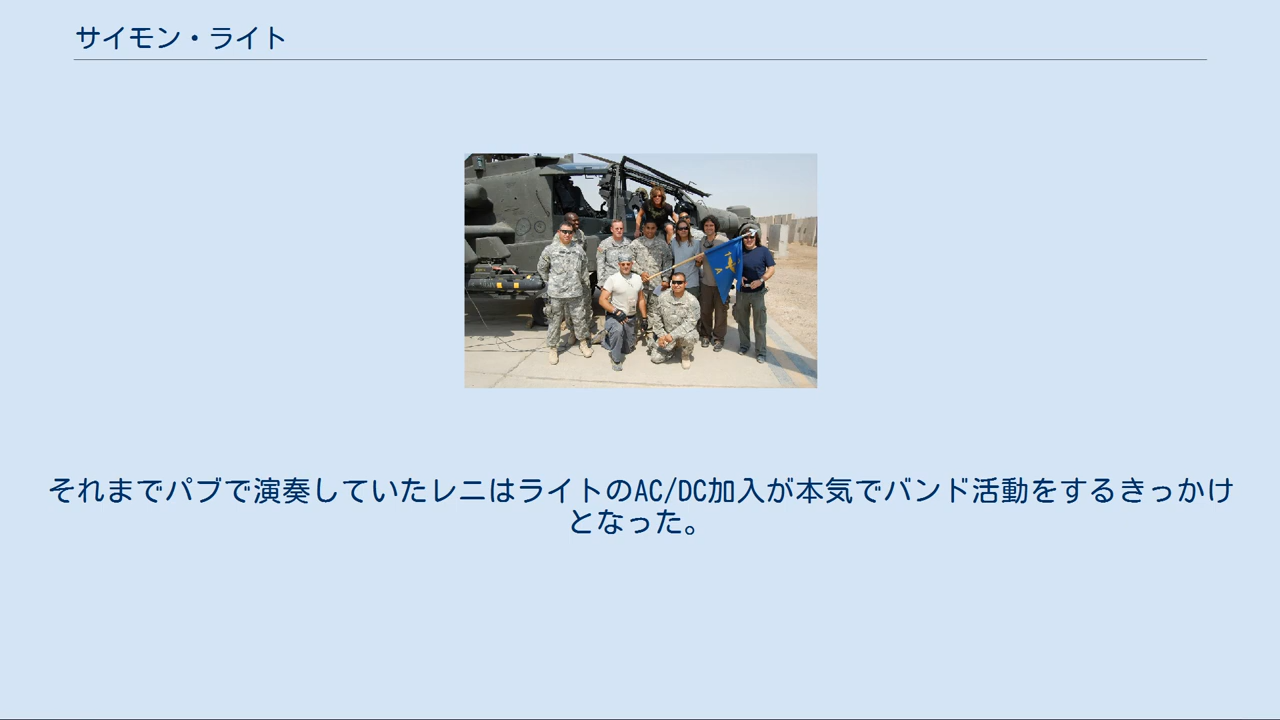 サイモン・ライト
それまでパブで演奏していたレニはライトのAC/DC加入が本気でバンド活動をするきっかけ
となった。